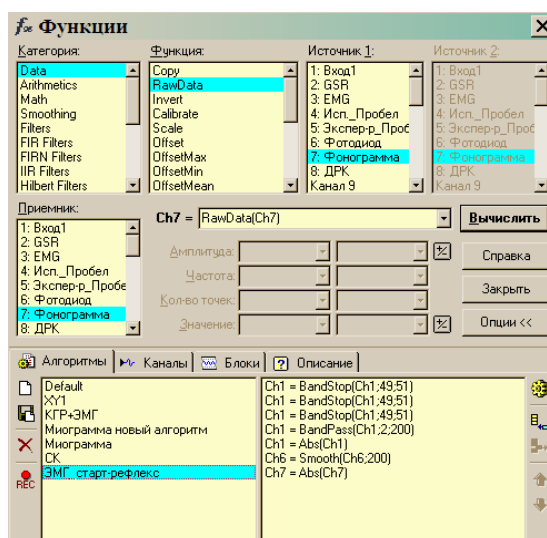 fx Функции
Категория:
Функция:
Источник 1:
Источник 2:
Data
Arithmetics
Math
Smoothing
Filters
FIR Filters
FIRN Filters
IIR Filters
Hilbert Filters
Copy
RawData
Invert
Calibrate
Scale
Offset
OffsetMax
OffsetMin
OffsetMean
1: Вход1
2: GSR
3: EMG
4: Исп._Пробел
5: Экспер-р_Проб
6: Фотодиод
7: Фонограмма
8: ДРК
Канал 9
1: Вход1
2: GSR
3: EMG
4: Исп._Пробел
5: Экспер-р_Проб
6: Фотодиод
7: Фонограмма
8: ДРК
Канал 9
Приемник:
1: Вход1
2: GSR
3: EMG
4: Исп._Пробел
5: Экспер-р_Пробе
6: Фотодиод
7: Фонограмма
8: ДРК
Ch7 = RawData(Ch7)
Вычислить
Амплитуда:
Справка
Частота:
Закрыть
Кол-во точек:
Значение:
Опции <<
Алгоритмы
Каналы
Блоки
Описание
Default
XY1
КГР+ЭМГ
Миограмма новый алгоритм
Миограмма
СК
ЭМГ_старт-рефлекс
REC
Ch1 = BandStop(Ch1;49;51)
Ch1 = BandStop(Ch1;49;51)
Ch1 = BandStop(Ch1;49;51)
Ch1 = BandPass(Ch1;2;200)
Ch1 = Abs(Ch1)
Ch6 = Smooth(Ch6;200)
Ch7 = Abs(Ch7)